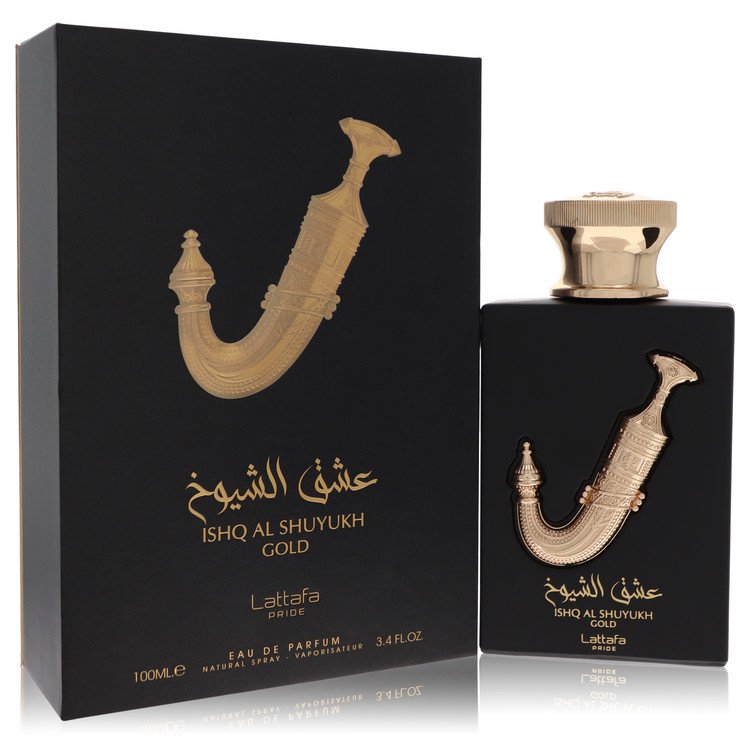 عشق الشيوخ
ISHQ AL SHUYUKH
GOLD
Lattafa
PRIDE
EAU DE PARFUM
100ML.e NATURAL SPRAY - VAPORISATEUR 3.4 FL.OZ.
عشق الشيوخ
ISHQ AL SHUYUKH
GOLD
Lattafa
PRIDE